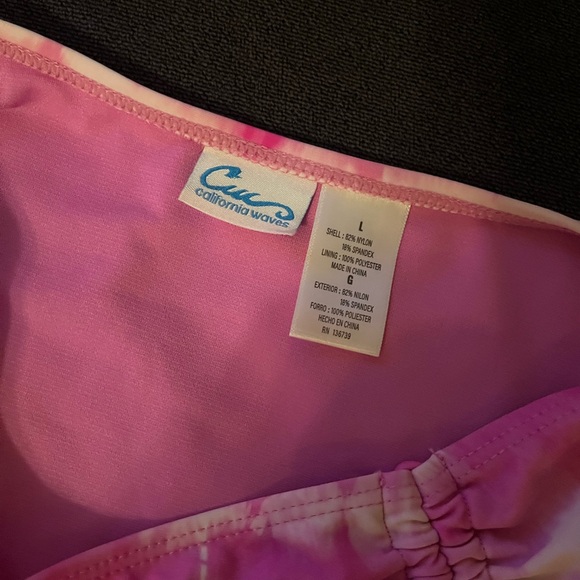 california waves
L
SHELL : 82% NYLON
18% SPANDEX
LINING : 100% POLYESTER
MADE IN CHINA
G
EXTERIOR : 82% NILON
18% SPANDEX
FORRO : 100% POLIESTER
HECHO EN CHINA
RN 136739